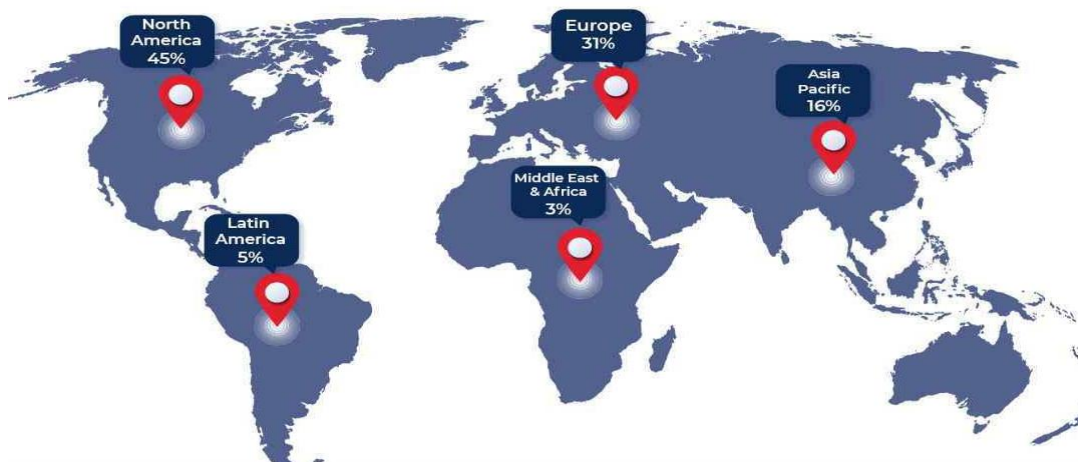 North
America
45%
Europe
31%
Asia
Pacific
16%
Middle East
& Africa
3%
Latin
America
5%